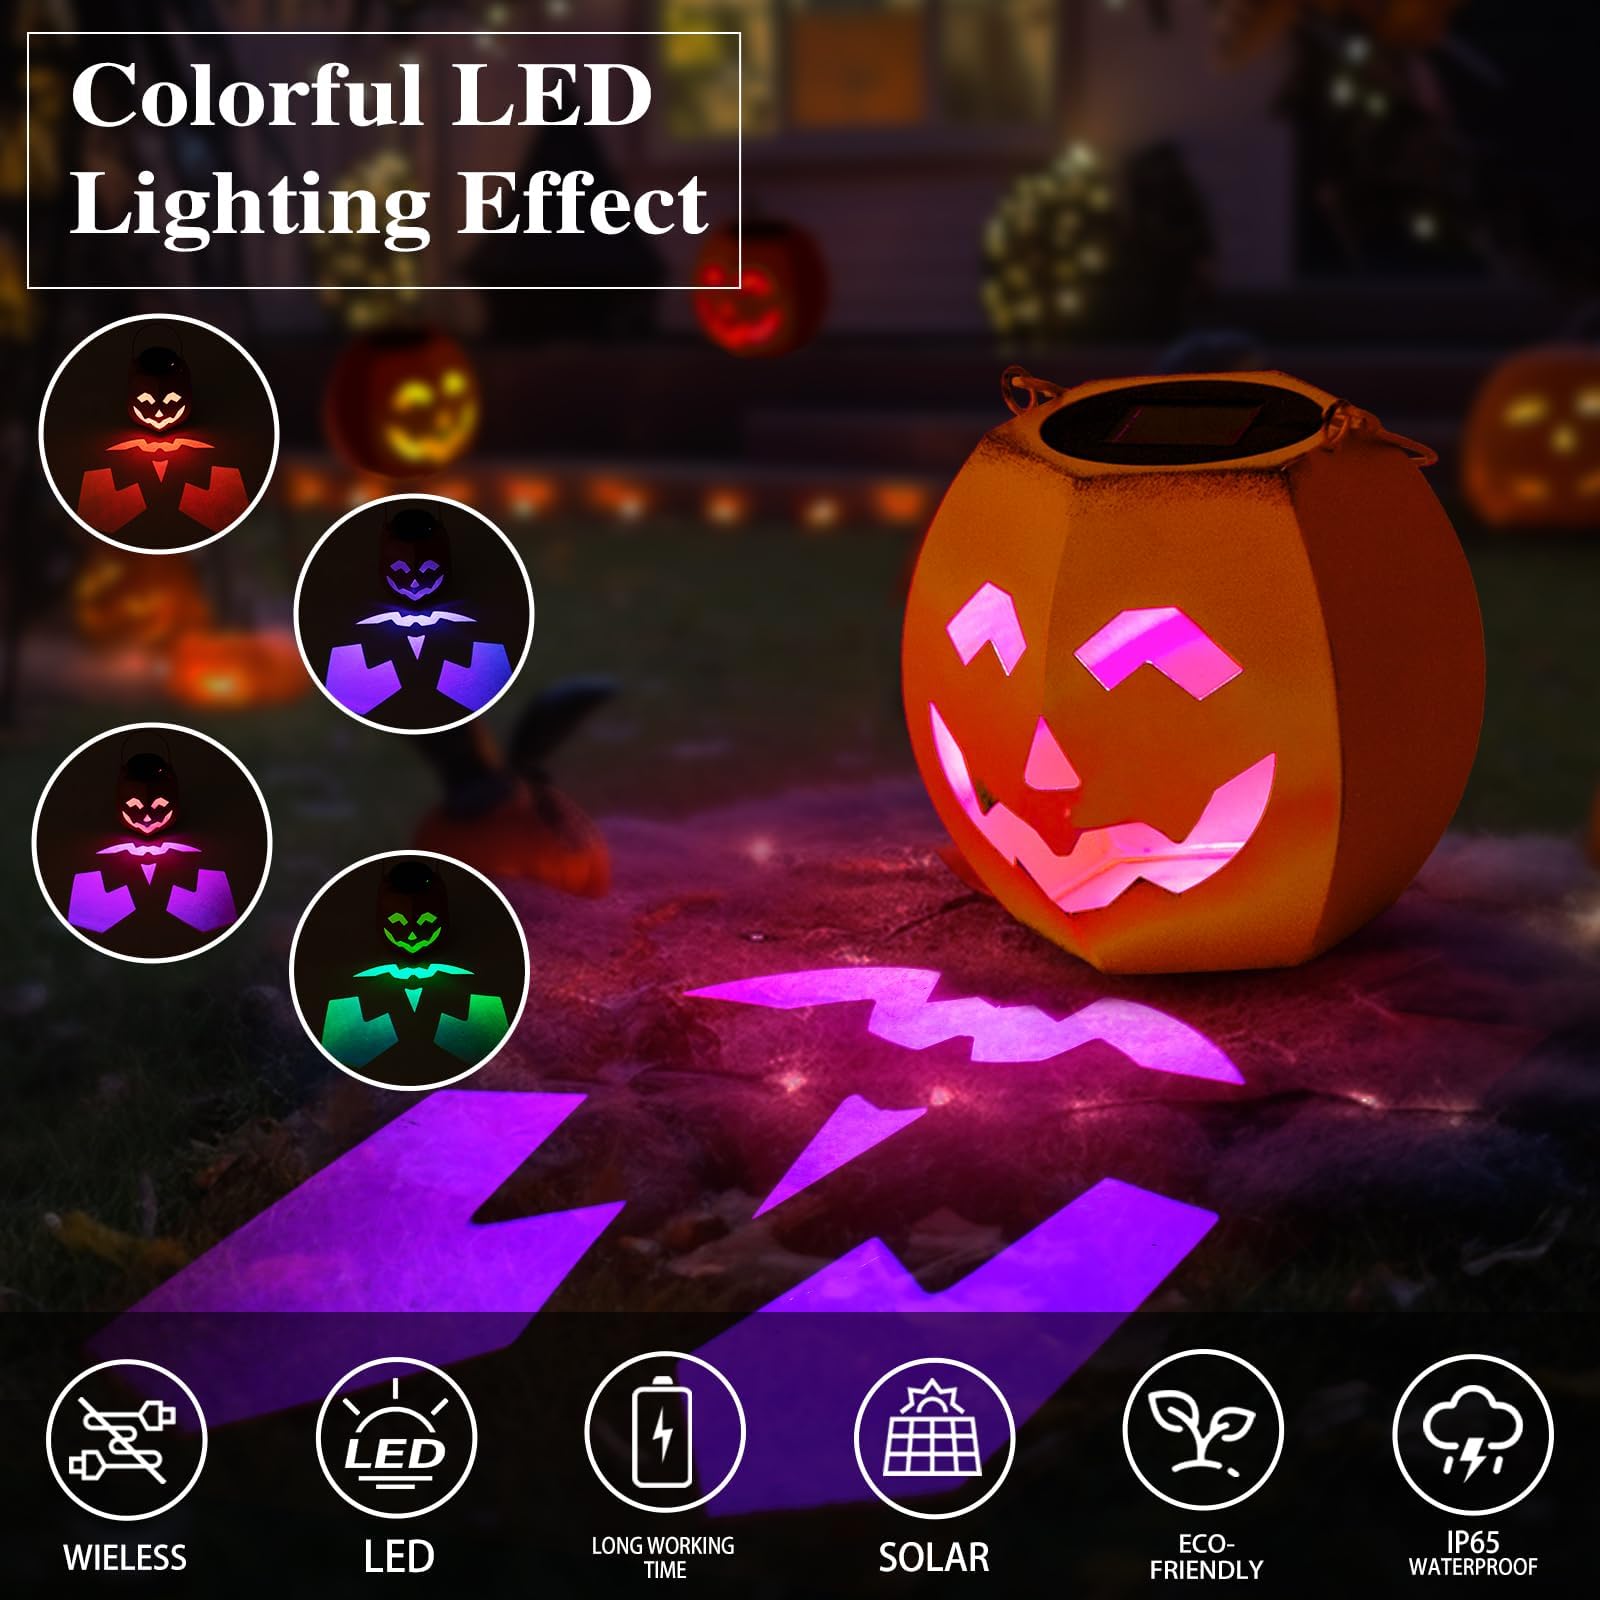 Colorful LED
Lighting Effect
LED
WIELESS
LED
LONG WORKING
TIME
SOLAR
ECO-
FRIENDLY
IP65
WATERPROOF